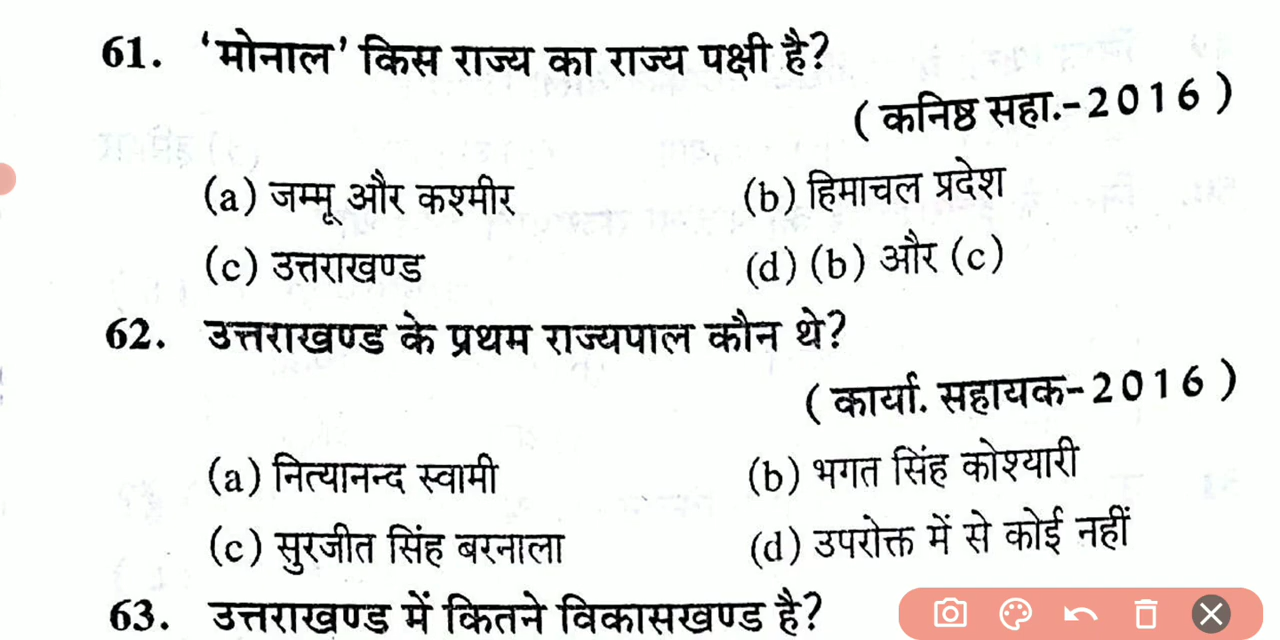 61. ‘मोनाल’ किस राज्य का राज्य पक्षी है?
( कनिष्ठ सहा.-2016 )
(a) जम्मू और कश्मीर (b) हिमाचल प्रदेश
(c) उत्तराखण्ड (d) (b) और (c)
62. उत्तराखण्ड के प्रथम राज्यपाल कौन थे?
( कार्या. सहायक-2016 )
(a) नित्यानन्द स्वामी (b) भगत सिंह कोश्यारी
(c) सुरजीत सिंह बरनाला (d) उपरोक्त में से कोई नहीं
63. उत्तराखण्ड में कितने विकासखण्ड है?